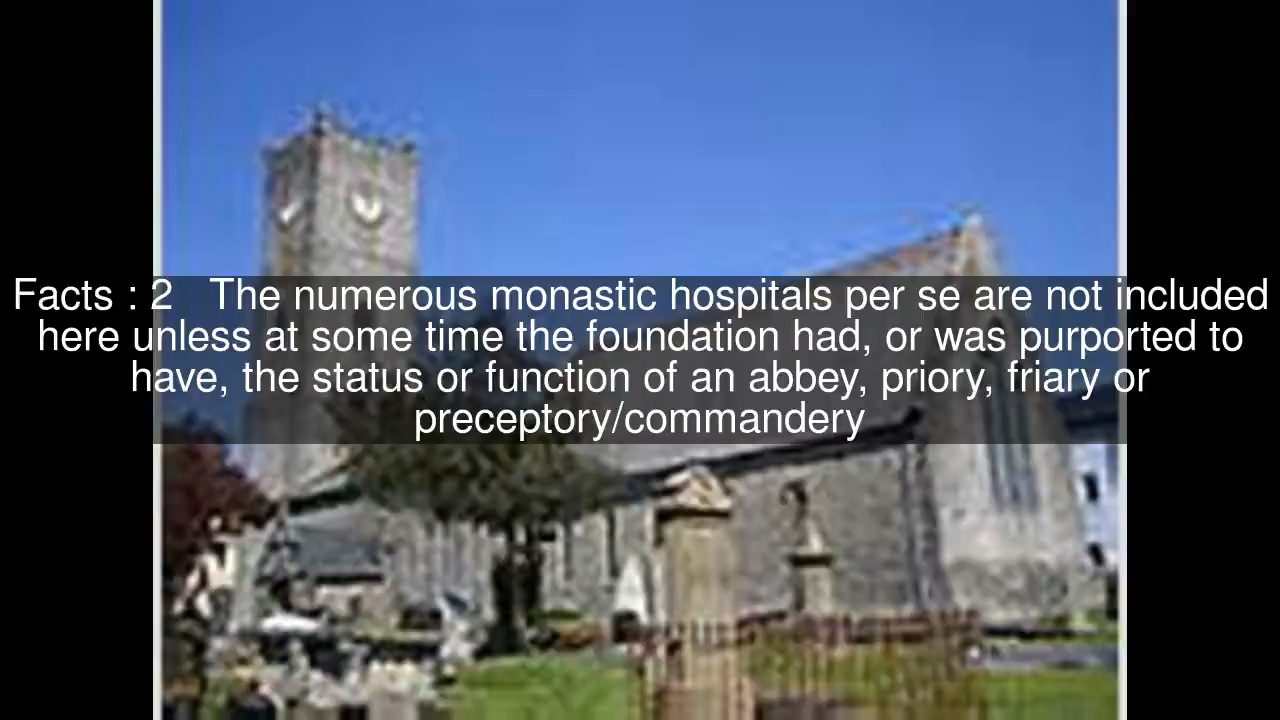 Facts : 2 The numerous monastic hospitals per se are not included
here unless at some time the foundation had, or was purported to
have, the status or function of an abbey, priory, friary or
preceptory/commandery